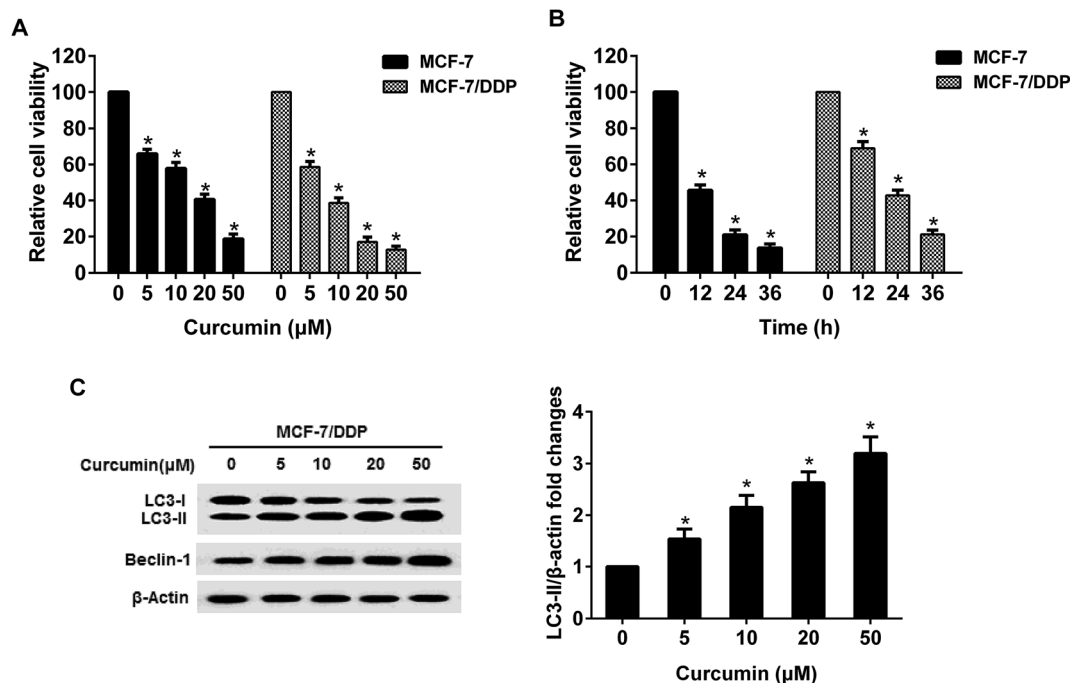 A
Relative cell viability
120
100
80
60
40
20
0
MCF-7
MCF-7/DDP
* * * * * * * *
0 5 10 20 50 0 5 10 20 50
Curcumin (μM)
B
Relative cell viability
120
100
80
60
40
20
0
MCF-7
MCF-7/DDP
* * * * * *
0 12 24 36 0 12 24 36
Time (h)
C
MCF-7/DDP
Curcumin(μM) 0 5 10 20 50
LC3-I
LC3-II
Beclin-1
β-Actin
LC3-II/β-actin fold changes
4
3
2
1
0
* * * *
0 5 10 20 50
Curcumin (μM)